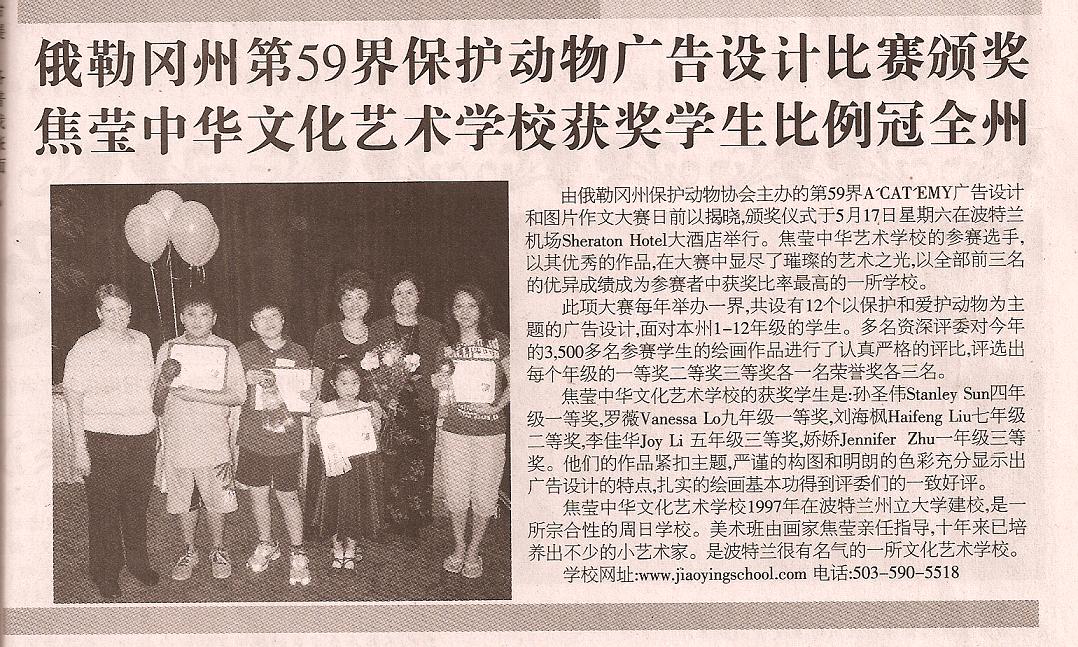 俄勒冈州第59界保护动物广告设计比赛颁奖
焦莹中华文化艺术学校获奖学生比例冠全州
由俄勒冈州保护动物协会主办的第59界A′CAT′EMY广告设计
和图片作文大赛日前以揭晓,颁奖仪式于5月17日星期六在波特兰
机场Sheraton Hotel大酒店举行。焦莹中华艺术学校的参赛选手,
以其优秀的作品,在大赛中显尽了璀璨的艺术之光,以全部前三名
的优异成绩成为参赛者中获奖比率最高的一所学校。
此项大赛每年举办一界,共设有12个以保护和爱护动物为主
题的广告设计,面对本州1-12年级的学生。多名资深评委对今年
的3,500多名参赛学生的绘画作品进行了认真严格的评比,评选出
每个年级的一等奖二等奖三等奖各一名荣誉奖各三名。
焦莹中华文化艺术学校的获奖学生是:孙圣伟Stanley Sun四年
级一等奖,罗薇Vanessa Lo九年级一等奖,刘海枫Haifeng Liu七年级
二等奖,李佳华Joy Li 五年级三等奖,娇娇Jennifer Zhu一年级三等
奖。他们的作品紧扣主题,严谨的构图和明朗的色彩充分显示出
广告设计的特点,扎实的绘画基本功得到评委们的一致好评。
焦莹中华文化艺术学校1997年在波特兰州立大学建校,是一
所宗合性的周日学校。美术班由画家焦莹亲任指导,十年来已培
养出不少的小艺术家。是波特兰很有名气的一所文化艺术学校。
学校网址:www.jiaoyingschool.com 电话:503-590-5518